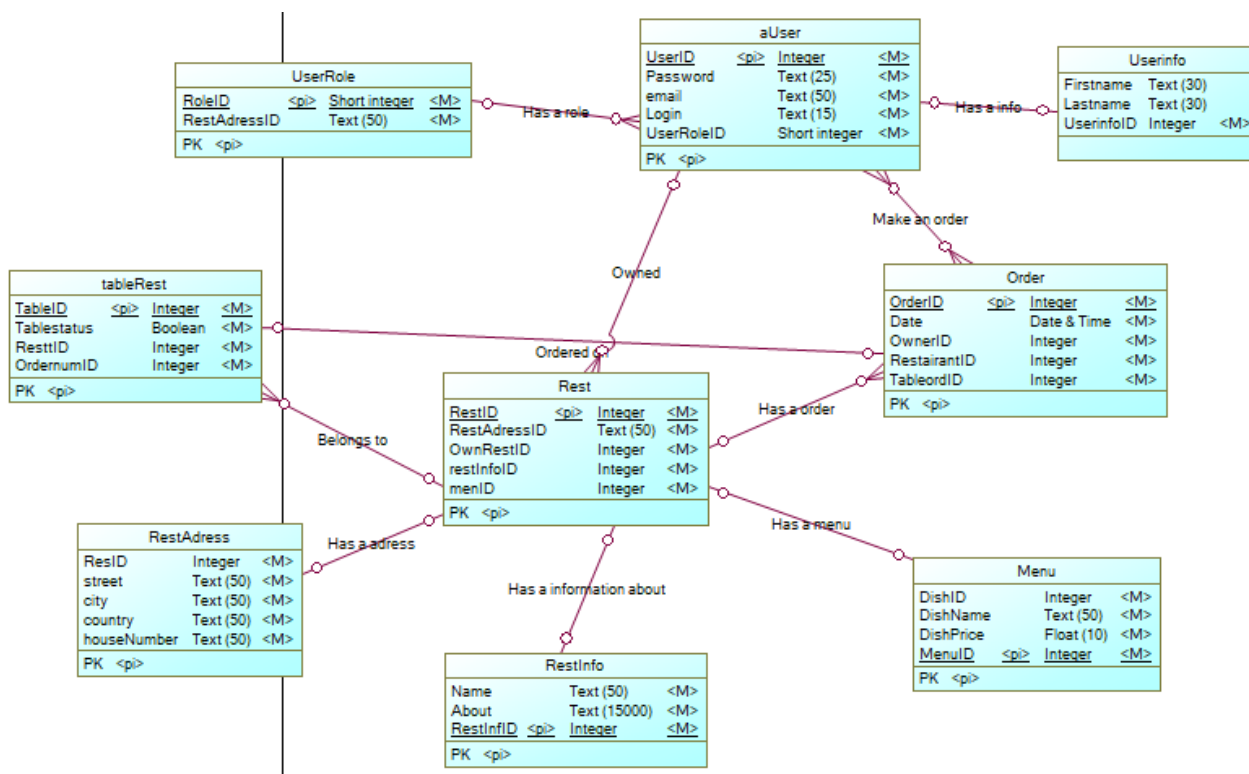 aUser
UserID <pi> Integer <M>
Password Text (25) <M>
email Text (50) <M>
Login Text (15) <M>
UserRoleID Short integer <M>
PK <pi>
Userinfo
Firstname Text (30)
Lastname Text (30)
UserinfoID Integer <M>
UserRole
RoleID <pi> Short integer <M>
RestAdressID Text (50) <M>
PK <pi>
Has a role
Has a info
Make an order
Owned
tableRest
TableID <pi> Integer <M>
Tablestatus Boolean <M>
ResttID Integer <M>
OrdernumID Integer <M>
PK <pi>
Order
OrderID <pi> Integer <M>
Date Date & Time <M>
OwnerID Integer <M>
RestairantID Integer <M>
TableordID Integer <M>
PK <pi>
Ordered on
Rest
RestID <pi> Integer <M>
RestAdressID Text (50) <M>
OwnRestID Integer <M>
restInfoID Integer <M>
menID Integer <M>
PK <pi>
Has a order
Belongs to
Has a adress
Has a menu
Has a information about
RestAdress
ResID Integer <M>
street Text (50) <M>
city Text (50) <M>
country Text (50) <M>
houseNumber Text (50) <M>
PK <pi>
Menu
DishID Integer <M>
DishName Text (50) <M>
DishPrice Float (10) <M>
MenuID <pi> Integer <M>
PK <pi>
RestInfo
Name Text (50) <M>
About Text (15000) <M>
RestInfID <pi> Integer <M>
PK <pi>